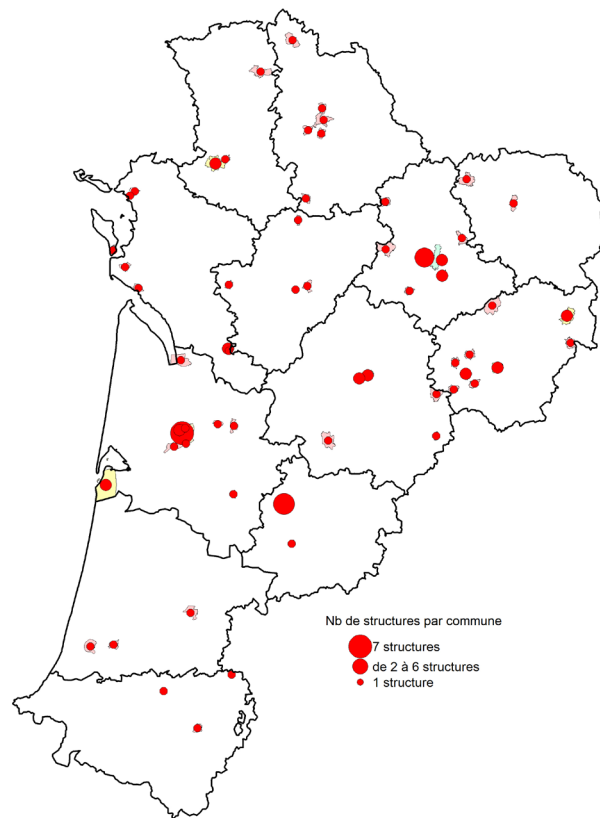 Nb de structures par commune
7 structures
de 2 à 6 structures
1 structure